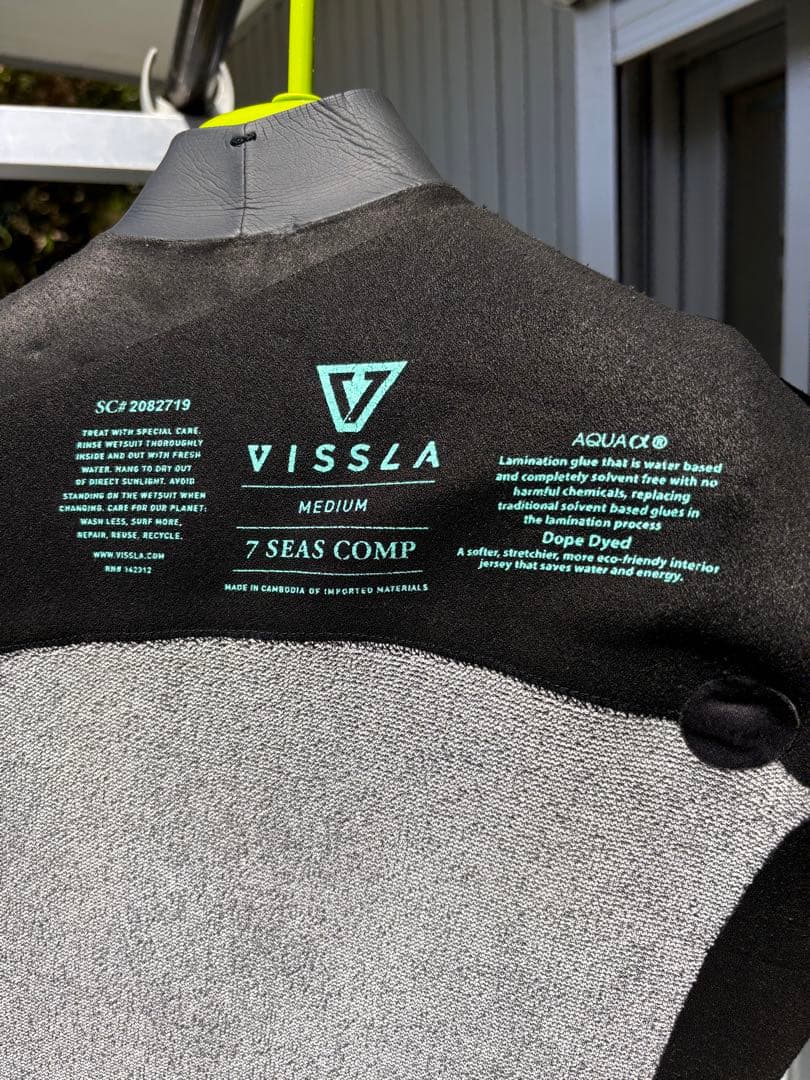 SC# 2082719
TREAT WITH SPECIAL CARE.
RINSE WETSUIT THOROUGHLY
INSIDE AND OUT WITH FRESH
WATER. HANG TO DRY OUT
OF DIRECT SUNLIGHT. AVOID
STANDING ON THE WETSUIT WHEN
CHANGING. CARE FOR OUR PLANET:
WASH LESS, SURF MORE,
REPAIR, REUSE, RECYCLE.
WWW.VISSLA.COM
RN# 142312
VISSLA
MEDIUM
7 SEAS COMP
MADE IN CAMBODIA OF IMPORTED MATERIALS
AQUA α ®
Lamination glue that is water based
and completely solvent free with no
harmful chemicals, replacing
traditional solvent based glues in
the lamination process
Dope Dyed
A softer, stretchier, more eco-friendy interior
jersey that saves water and energy.